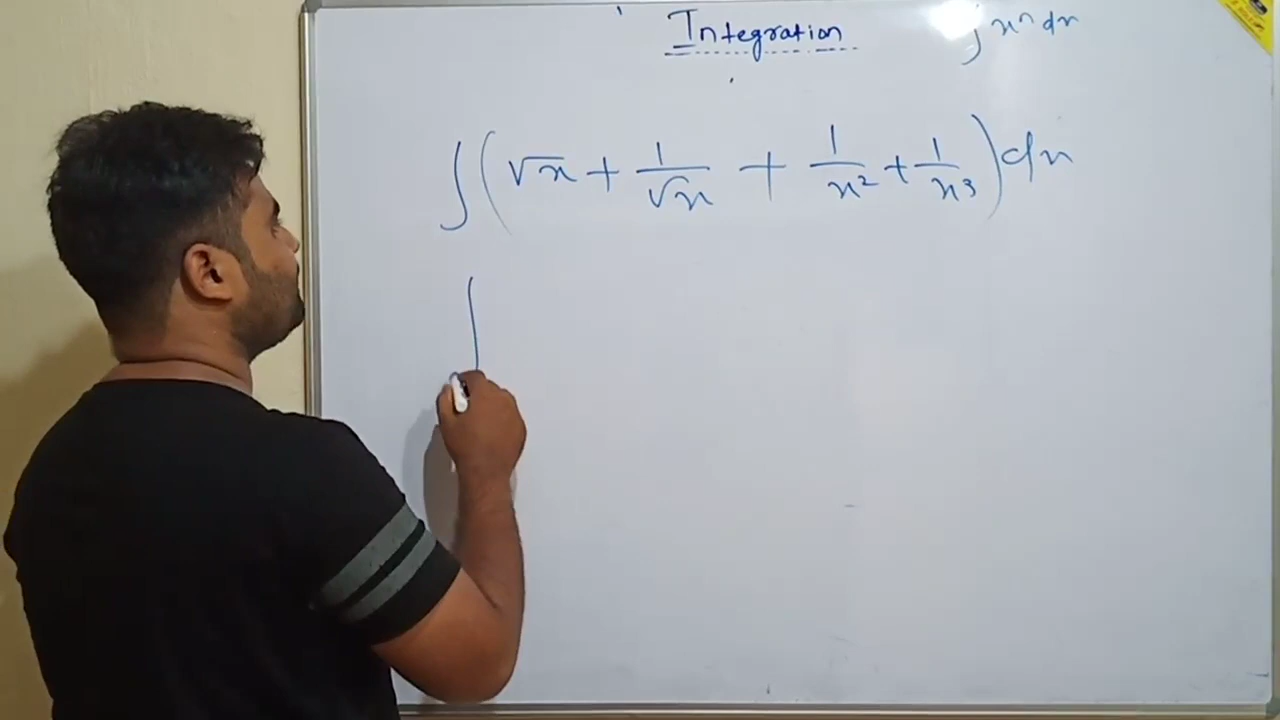 Integration ∫xⁿ dx
∫(√x + 1/√x + 1/x² + 1/x³)dx
∫